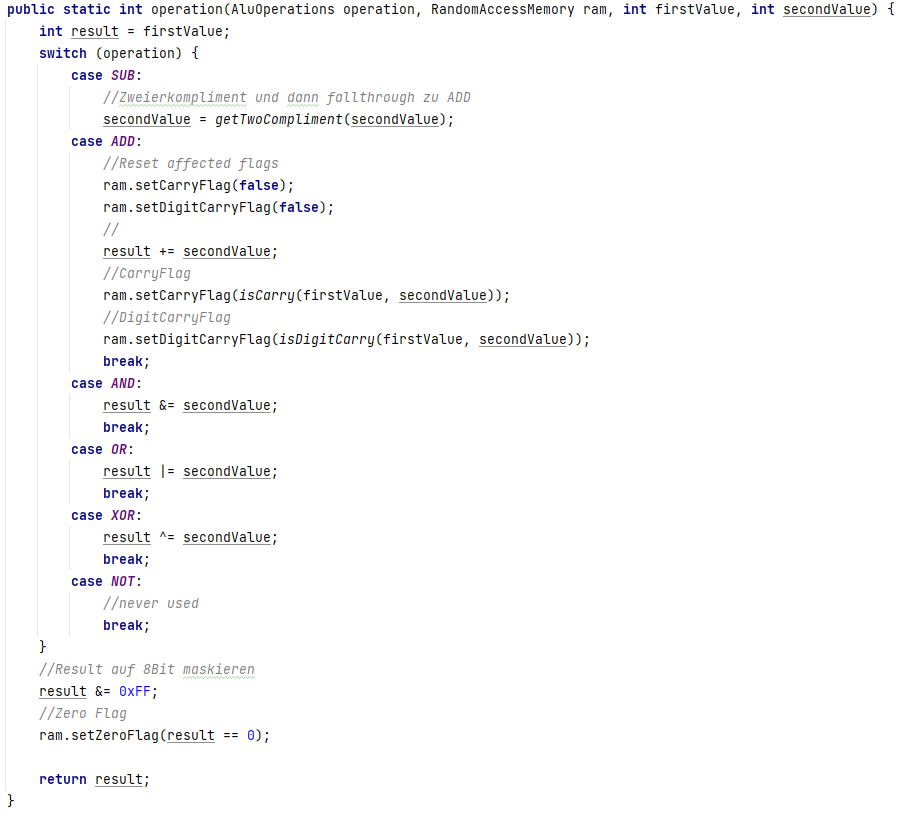 public static int operation(AluOperations operation, RandomAccessMemory ram, int firstValue, int secondValue) {
    int result = firstValue;
    switch (operation) {
        case SUB:
            //Zweierkompliment und dann fallthrough zu ADD
            secondValue = getTwoCompliment(secondValue);
        case ADD:
            //Reset affected flags
            ram.setCarryFlag(false);
            ram.setDigitCarryFlag(false);
            //
            result += secondValue;
            //CarryFlag
            ram.setCarryFlag(isCarry(firstValue, secondValue));
            //DigitCarryFlag
            ram.setDigitCarryFlag(isDigitCarry(firstValue, secondValue));
            break;
        case AND:
            result &= secondValue;
            break;
        case OR:
            result |= secondValue;
            break;
        case XOR:
            result ^= secondValue;
            break;
        case NOT:
            //never used
            break;
    }
    //Result auf 8Bit maskieren
    result &= 0xFF;
    //Zero Flag
    ram.setZeroFlag(result == 0);

    return result;
}